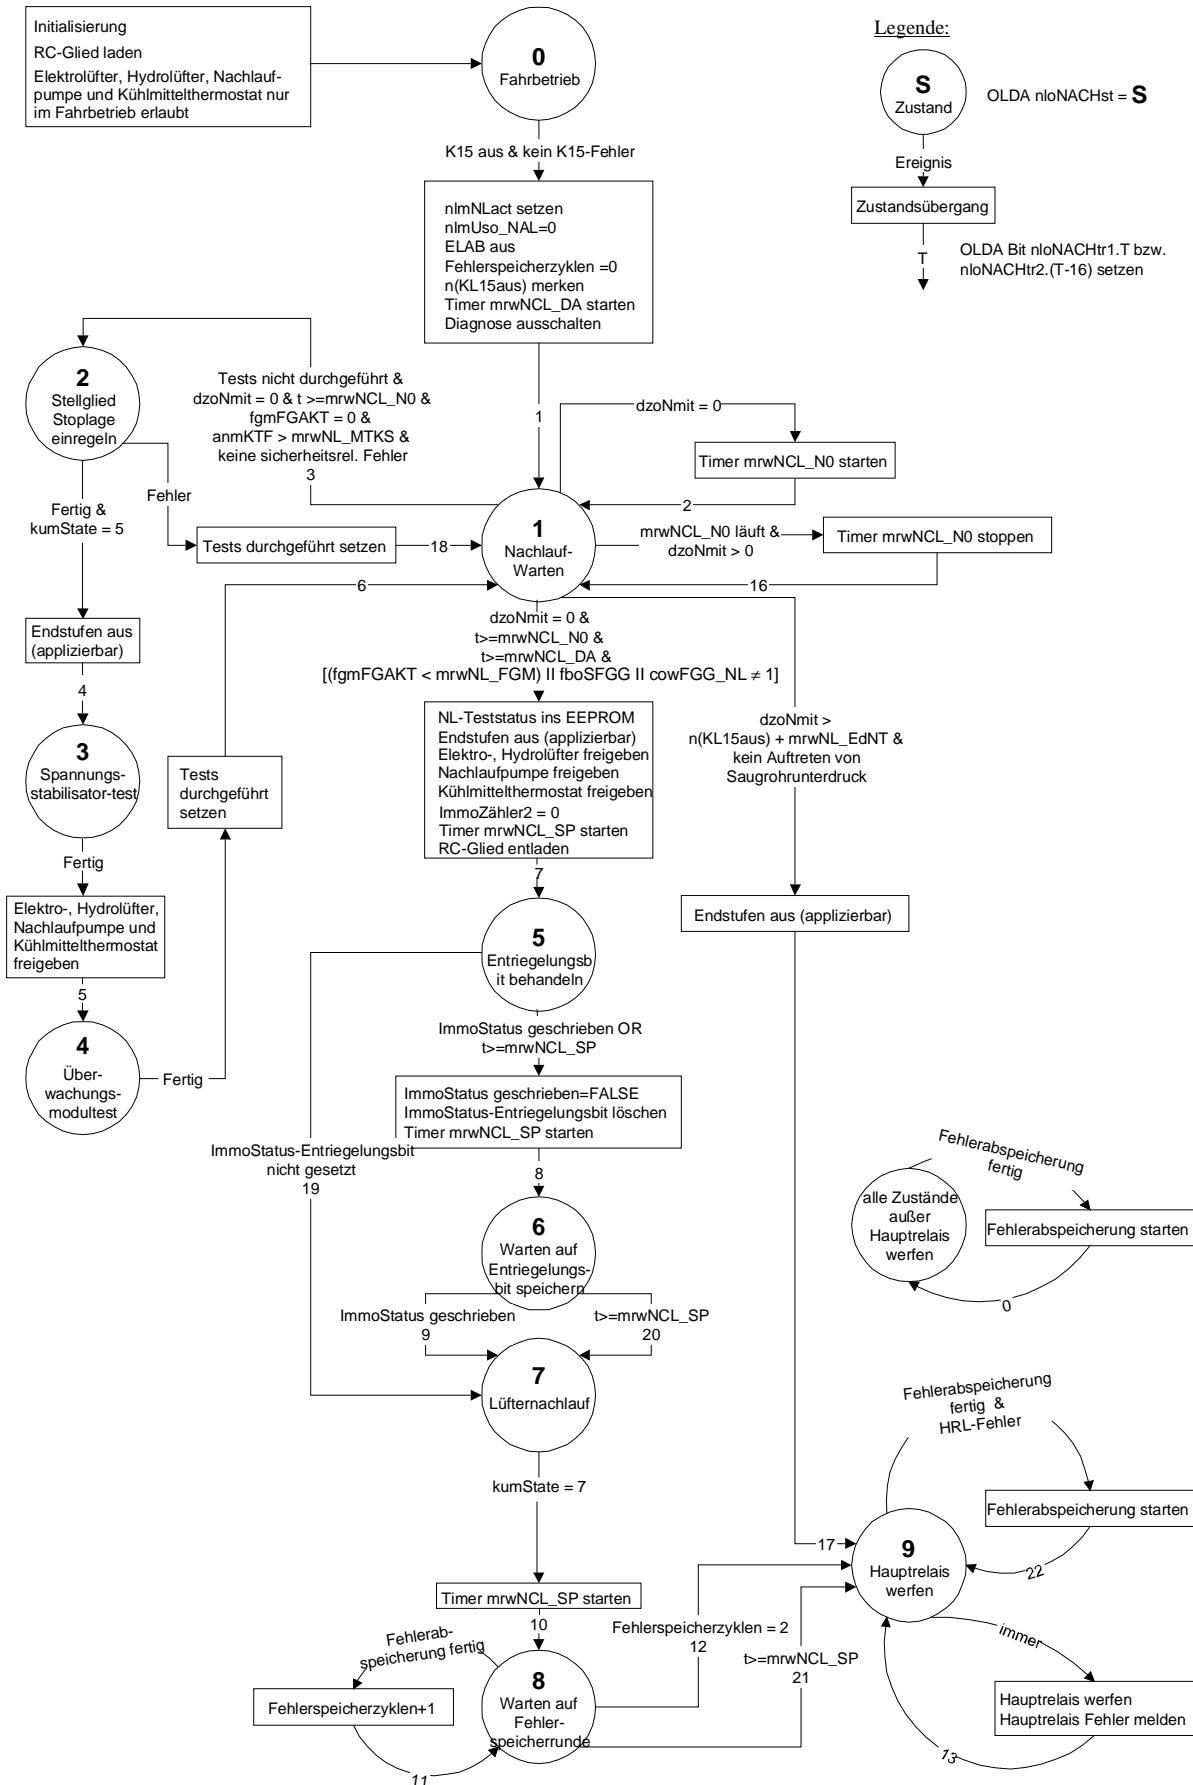 Initialisierung
RC-Glied laden
Elektrolüfter, Hydrolüfter, Nachlauf-
pumpe und Kühlmittelthermostat nur
im Fahrbetrieb erlaubt
0
Fahrbetrieb
Legende:
S
Zustand
OLDA nloNACHst = S
Ereignis
Zustandsübergang
T
OLDA Bit nloNACHtr1.T bzw.
nloNACHtr2.(T-16) setzen
K15 aus & kein K15-Fehler
nlmNLact setzen
nlmUso_NAL=0
ELAB aus
Fehlerspeicherzyklen =0
n(KL15aus) merken
Timer mrwNCL_DA starten
Diagnose ausschalten
1
2
Stellglied
Stoplage
einregeln
Tests nicht durchgeführt &
dzoNmit = 0 & t >=mrwNCL_N0 &
fgmFGAKT = 0 &
anmKTF > mrwNL_MTKS &
keine sicherheitsrel. Fehler
3
dzoNmit = 0
Timer mrwNCL_N0 starten
2
Fehler
Fertig &
kumState = 5
Tests durchgeführt setzen
18
1
Nachlauf-
Warten
mrwNCL_N0 läuft &
dzoNmit > 0
Timer mrwNCL_N0 stoppen
16
6
Endstufen aus
(applizierbar)
4
3
Spannungs-
stabilisator-test
Fertig
Tests
durchgeführt
setzen
Elektro-, Hydrolüfter,
Nachlaufpumpe und
Kühlmittelthermostat
freigeben
5
4
Über-
wachungs-
modultest
Fertig
dzoNmit = 0 &
t>=mrwNCL_N0 &
t>=mrwNCL_DA &
[(fgmFGAKT < mrwNL_FGM) II fboSFGG II cowFGG_NL ≠ 1]
NL-Teststatus ins EEPROM
Endstufen aus (applizierbar)
Elektro-, Hydrolüfter freigeben
Nachlaufpumpe freigeben
Kühlmittelthermostat freigeben
ImmoZähler2 = 0
Timer mrwNCL_SP starten
RC-Glied entladen
7
dzoNmit >
n(KL15aus) + mrwNL_EdNT &
kein Auftreten von
Saugrohrunterdruck
Endstufen aus (applizierbar)
5
Entriegelungsb
it behandeln
ImmoStatus geschrieben OR
t>=mrwNCL_SP
ImmoStatus geschrieben=FALSE
ImmoStatus-Entriegelungsbit löschen
Timer mrwNCL_SP starten
8
ImmoStatus-Entriegelungsbit
nicht gesetzt
19
6
Warten auf
Entriegelungs-
bit speichern
ImmoStatus geschrieben
9
t>=mrwNCL_SP
20
7
Lüfternachlauf
kumState = 7
Timer mrwNCL_SP starten
10
Fehlerab-
speicherung fertig
Fehlerspeicherzyklen+1
11
8
Warten auf
Fehler-
speicherrunde
Fehlerspeicherzyklen = 2
12
t>=mrwNCL_SP
21
17
Fehlerabspeicherung
fertig
alle Zustände
außer
Hauptrelais
werfen
Fehlerabspeicherung starten
0
Fehlerabspeicherung
fertig &
HRL-Fehler
Fehlerabspeicherung starten
22
9
Hauptrelais
werfen
immer
Hauptrelais werfen
Hauptrelais Fehler melden
13